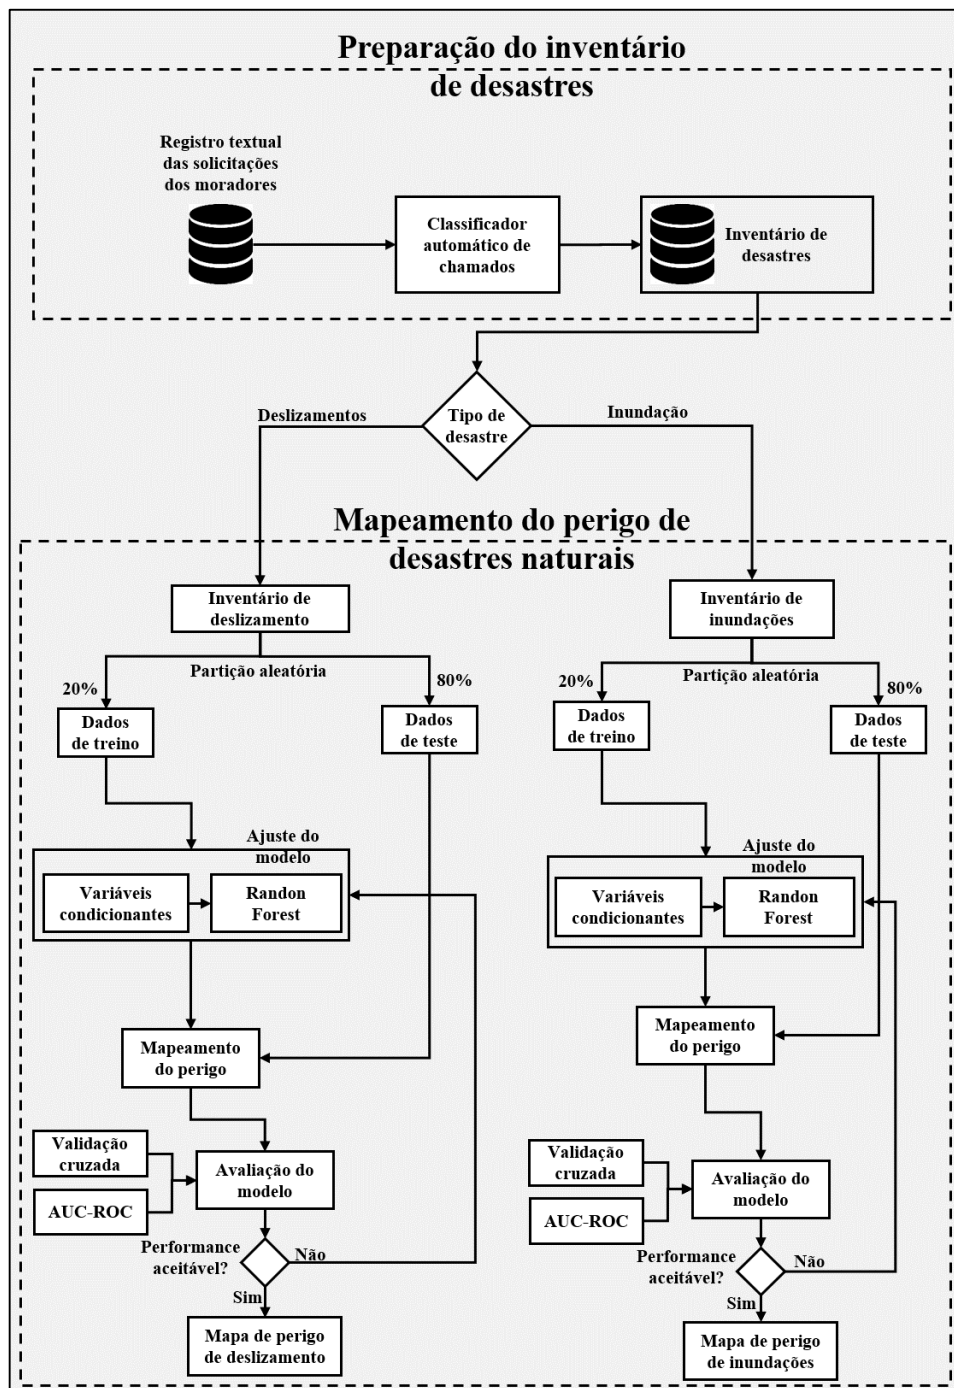 Preparação do inventário
de desastres
Registro textual
das solicitações
dos moradores
Classificador
automático de
chamados
Inventário de
desastres
Tipo de
desastre
Deslizamentos
Inundação
Mapeamento do perigo de
desastres naturais
Inventário de
deslizamento
Partição aleatória
20%
80%
Dados
de treino
Dados
de teste
Ajuste do
modelo
Variáveis
condicionantes
Randon
Forest
Mapeamento
do perigo
Validação
cruzada
AUC-ROC
Avaliação do
modelo
Performance
aceitável?
Não
Sim
Mapa de perigo
de deslizamento
Inventário de
inundações
Partição aleatória
20%
80%
Dados
de treino
Dados
de teste
Ajuste do
modelo
Variáveis
condicionantes
Randon
Forest
Mapeamento
do perigo
Validação
cruzada
AUC-ROC
Avaliação do
modelo
Performance
aceitável?
Não
Sim
Mapa de perigo
de inundações